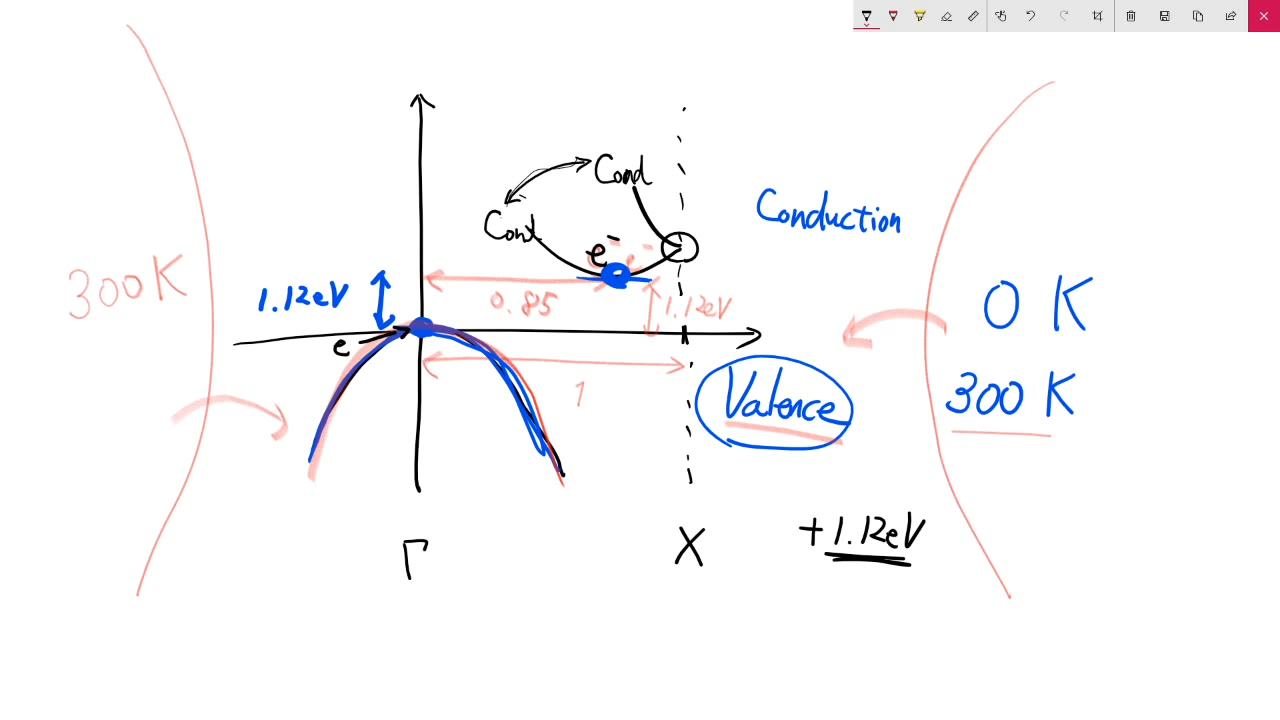 Cond
Cond
e⁻
Conduction
300K
1.12eV
0.85
1.12eV
0 K
e
1
Valence
300 K
+1.12eV
Γ
X